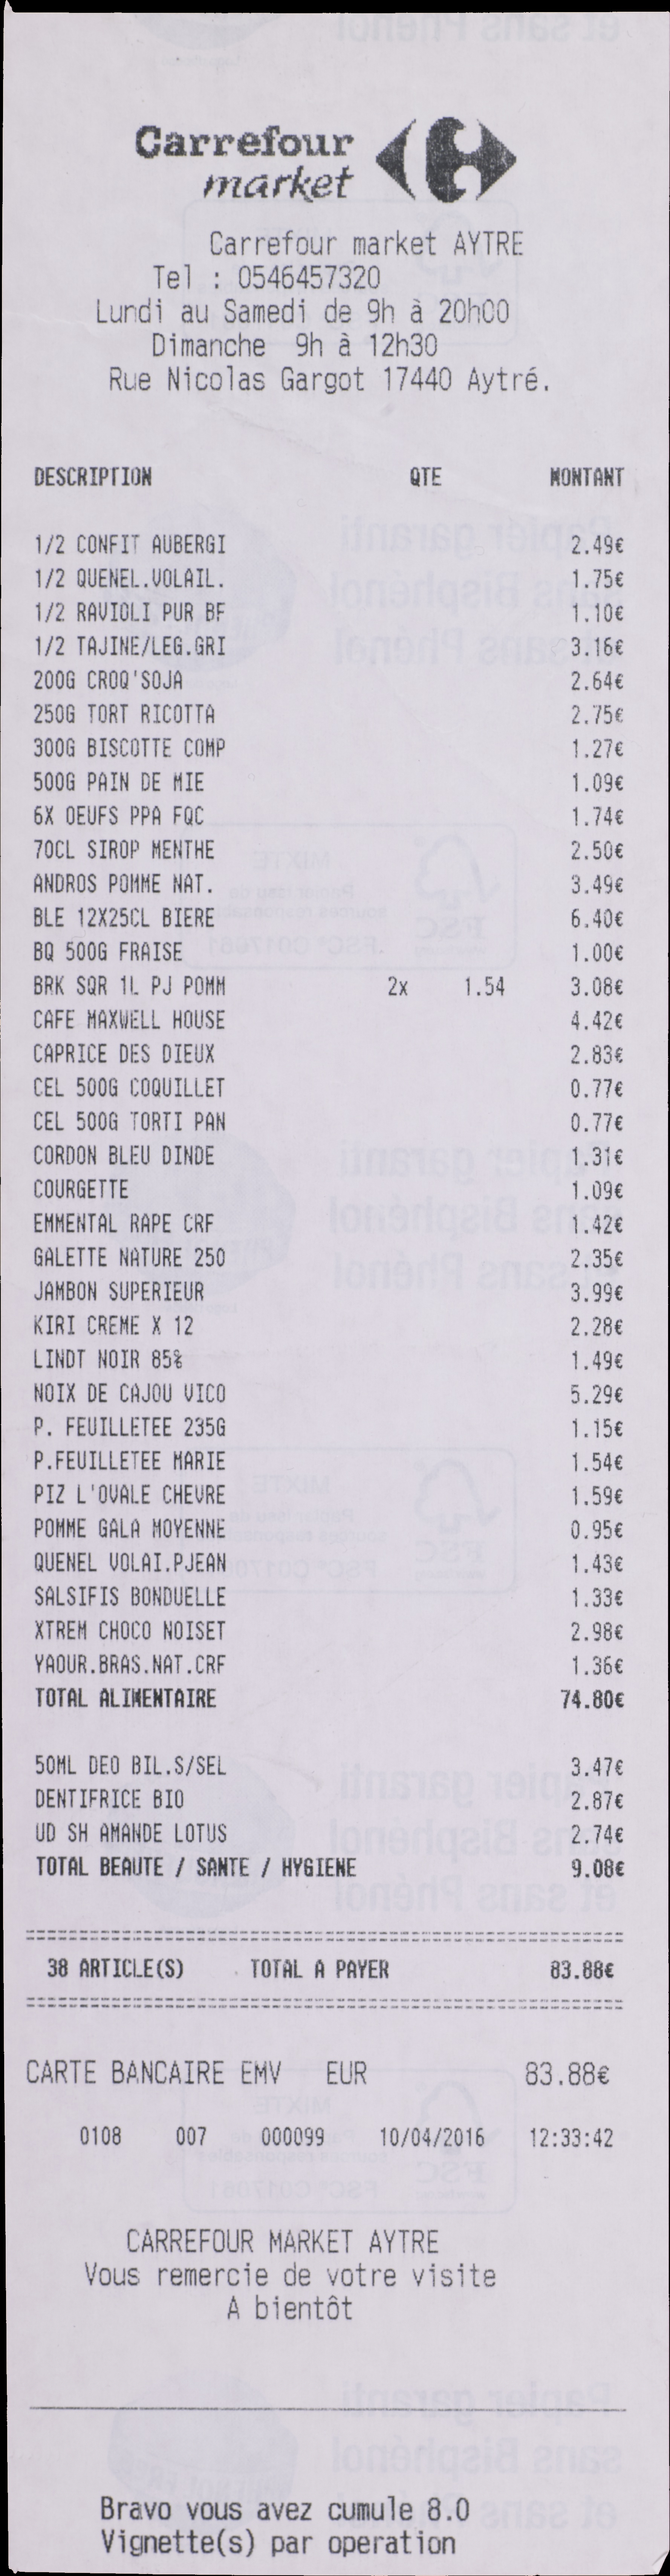 Carrefour
market
Carrefour market AYTRE
Tel : 0546457320
Lundi au Samedi de 9h à 20h00
Dimanche 9h à 12h30
Rue Nicolas Gargot 17440 Aytré.
DESCRIPTION QTE MONTANT
1/2 CONFIT AUBERGI 2.49€
1/2 QUENEL.VOLAIL. 1.75€
1/2 RAVIOLI PUR BF 1.10€
1/2 TAJINE/LEG.GRI 3.16€
200G CROQ'SOJA 2.64€
250G TORT RICOTTA 2.75€
300G BISCOTTE COMP 1.27€
500G PAIN DE MIE 1.09€
6X OEUFS PPA FQC 1.74€
70CL SIROP MENTHE 2.50€
ANDROS POMME NAT. 3.49€
BLE 12X25CL BIERE 6.40€
BQ 500G FRAISE 1.00€
BRK SQR 1L PJ POMM 2x 1.54 3.08€
CAFE MAXWELL HOUSE 4.42€
CAPRICE DES DIEUX 2.83€
CEL 500G COQUILLET 0.77€
CEL 500G TORTI PAN 0.77€
CORDON BLEU DINDE 1.31€
COURGETTE 1.09€
EMMENTAL RAPE CRF 1.42€
GALETTE NATURE 250 2.35€
JAMBON SUPERIEUR 3.99€
KIRI CREME X 12 2.28€
LINDT NOIR 85% 1.49€
NOIX DE CAJOU VICO 5.29€
P. FEUILLETEE 235G 1.15€
P.FEUILLETEE MARIE 1.54€
PIZ L'OVALE CHEVRE 1.59€
POMME GALA MOYENNE 0.95€
QUENEL VOLAI.PJEAN 1.43€
SALSIFIS BONDUELLE 1.33€
XTREM CHOCO NOISET 2.98€
YAOUR.BRAS.NAT.CRF 1.36€
TOTAL ALIMENTAIRE 74.80€
50ML DEO BIL.S/SEL 3.47€
DENTIFRICE BIO 2.87€
UD SH AMANDE LOTUS 2.74€
TOTAL BEAUTE / SANTE / HYGIENE 9.08€
38 ARTICLE(S) TOTAL A PAYER 83.88€
CARTE BANCAIRE EMV EUR 83.88€
0108 007 000099 10/04/2016 12:33:42
CARREFOUR MARKET AYTRE
Vous remercie de votre visite
A bientôt
Bravo vous avez cumule 8.0
Vignette(s) par operation